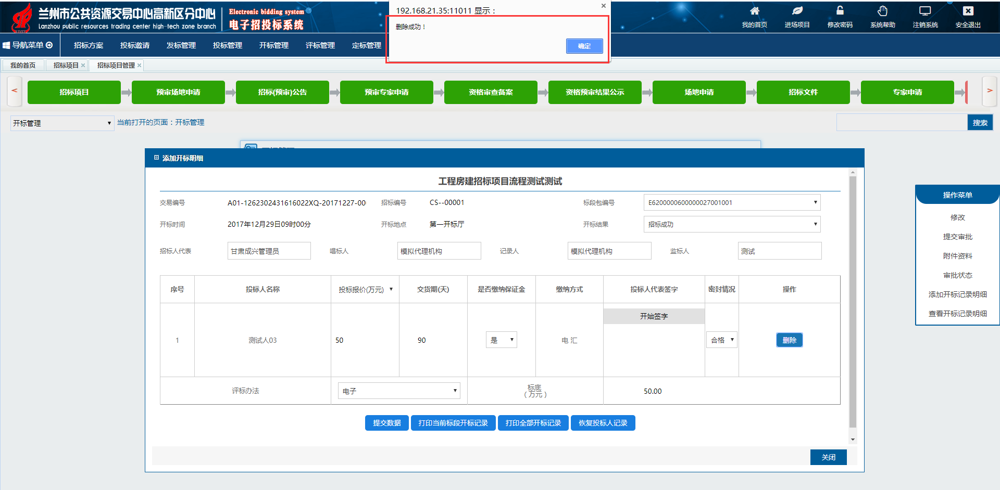 兰州市公共资源交易中心高新区分中心
Lanzhou public resources trading center high-tech zone branch
Electronic bidding system
电子招投标系统
192.168.21.35:11011 显示：
删除成功！
确定
我的首页 进场项目 修改密码 系统帮助 注销系统 安全退出
导航菜单 招标方案 投标邀请 发标管理 投标管理 开标管理 评标管理 定标管理
我的首页 招标项目 招标项目管理
招标项目 预审场地申请 招标(预审)公告 预审专家申请 资格审查备案 资格预审结果公示 场地申请 招标文件 专家申请
开标管理 当前打开的页面：开标管理 搜索
添加开标明细
工程房建招标项目流程测试测试
交易编号 A01-1262302431616022XQ-20171227-00 招标编号 CS--00001 标段包编号 E6200000600000027001001
开标时间 2017年12月29日09时00分 开标地点 第一开标厅 开标结果 招标成功
招标人代表 甘肃成兴管理员 唱标人 模拟代理机构 记录人 模拟代理机构 监标人 测试
序号 投标人名称 投标报价(万元) 交货期(天) 是否缴纳保证金 缴纳方式 投标人代表签字 密封情况 操作
开始签字
1 测试人03 50 90 是 电 汇 合格 删除
评标办法 电子 标底
（万元） 50.00
提交数据 打印当前标段开标记录 打印全部开标记录 恢复投标人记录
关闭
操作菜单
修改
提交审批
附件资料
审批状态
添加开标记录明细
查看开标记录明细